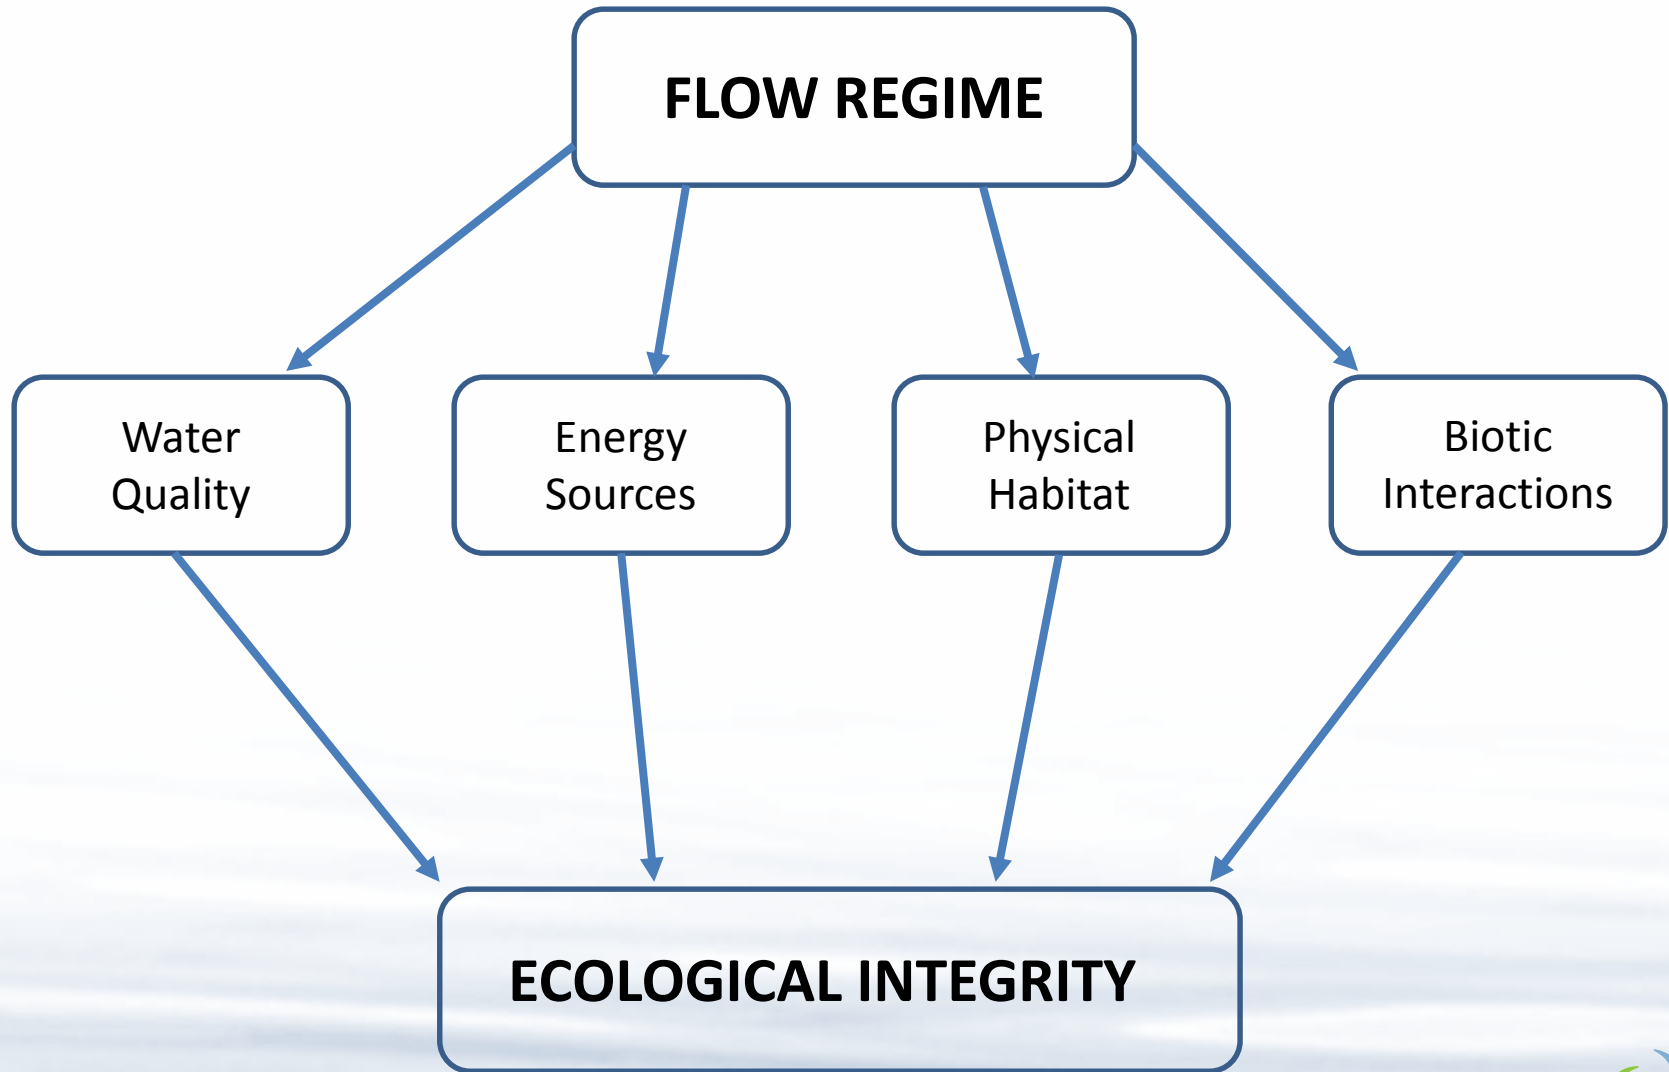 FLOW REGIME
Water
Quality
Energy
Sources
Physical
Habitat
Biotic
Interactions
ECOLOGICAL INTEGRITY